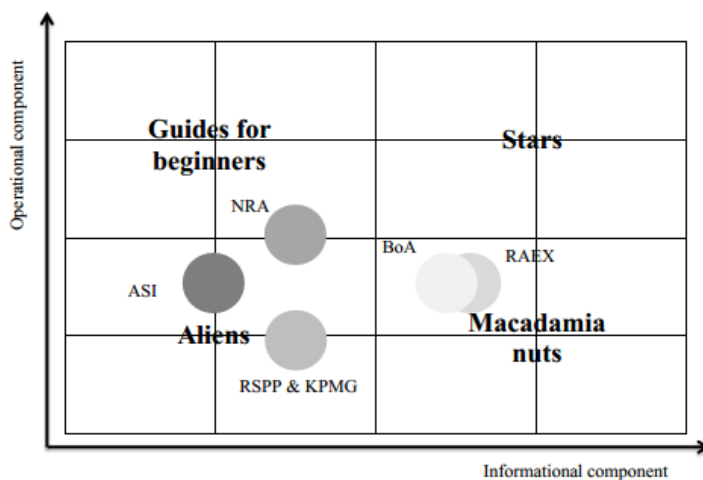 Operational component
Guides for
beginners
Stars
NRA
BoA
RAEX
ASI
Aliens
Macadamia
nuts
RSPP & KPMG
Informational component